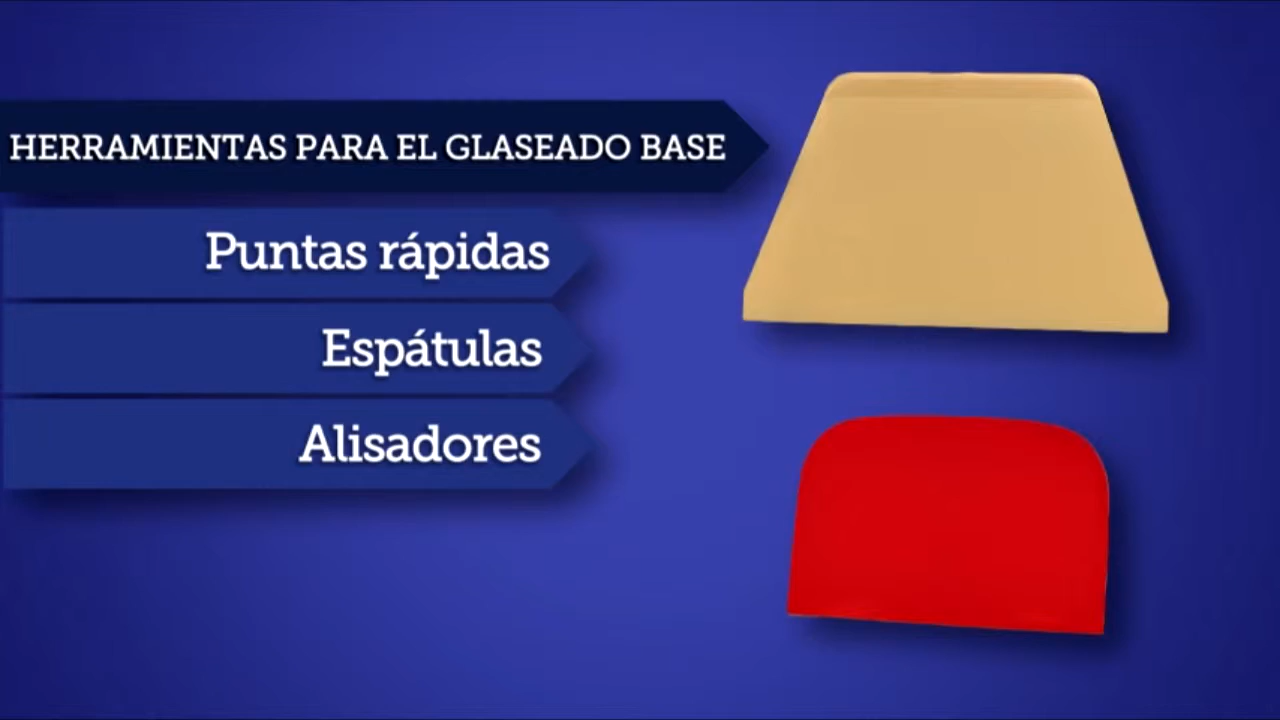 HERRAMIENTAS PARA EL GLASEADO BASE
Puntas rápidas
Espátulas
Alisadores